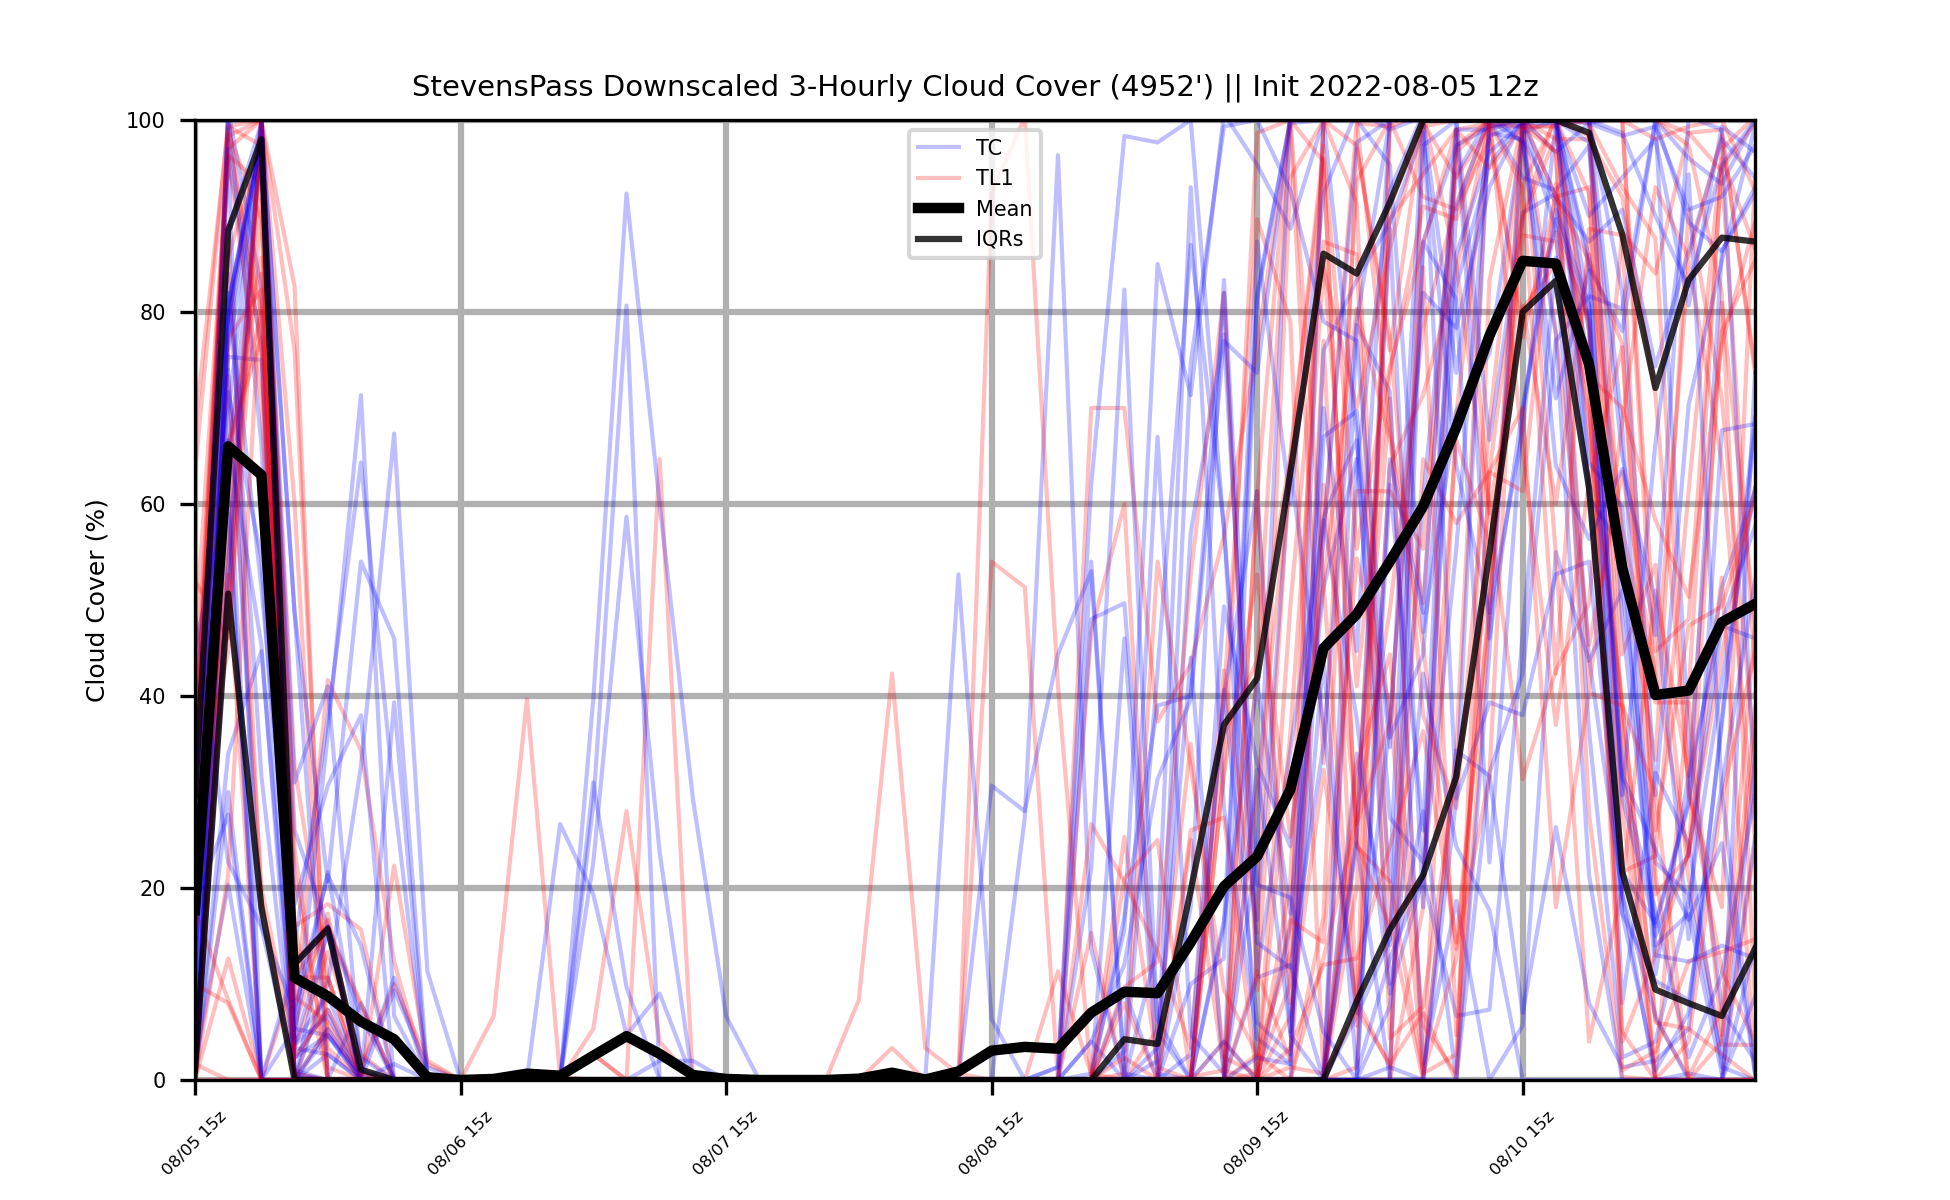 StevensPass Downscaled 3-Hourly Cloud Cover (4952') || Init 2022-08-05 12z
Cloud Cover (%)
100
80
60
40
20
0
TC
TL1
Mean
IQRs
08/05 15z
08/06 15z
08/07 15z
08/08 15z
08/09 15z
08/10 15z